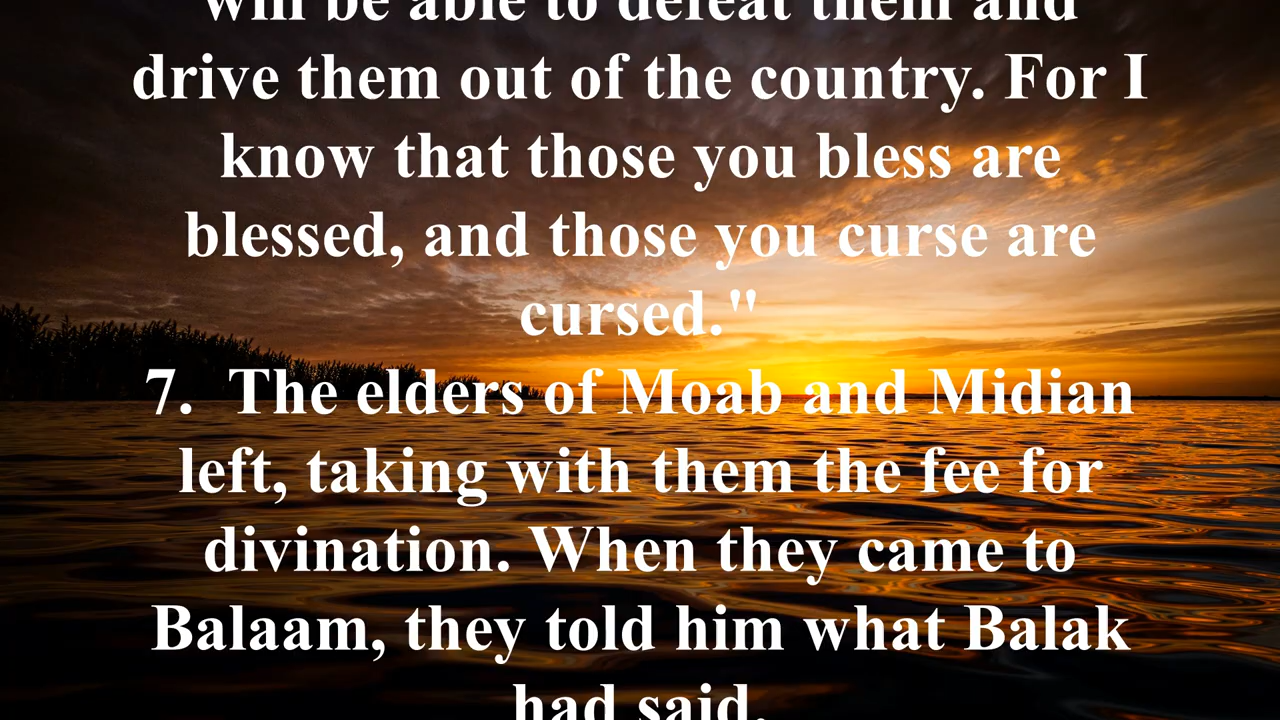 will be able to defeat them and
drive them out of the country. For I
know that those you bless are
blessed, and those you curse are
cursed."
7. The elders of Moab and Midian
left, taking with them the fee for
divination. When they came to
Balaam, they told him what Balak
had said.